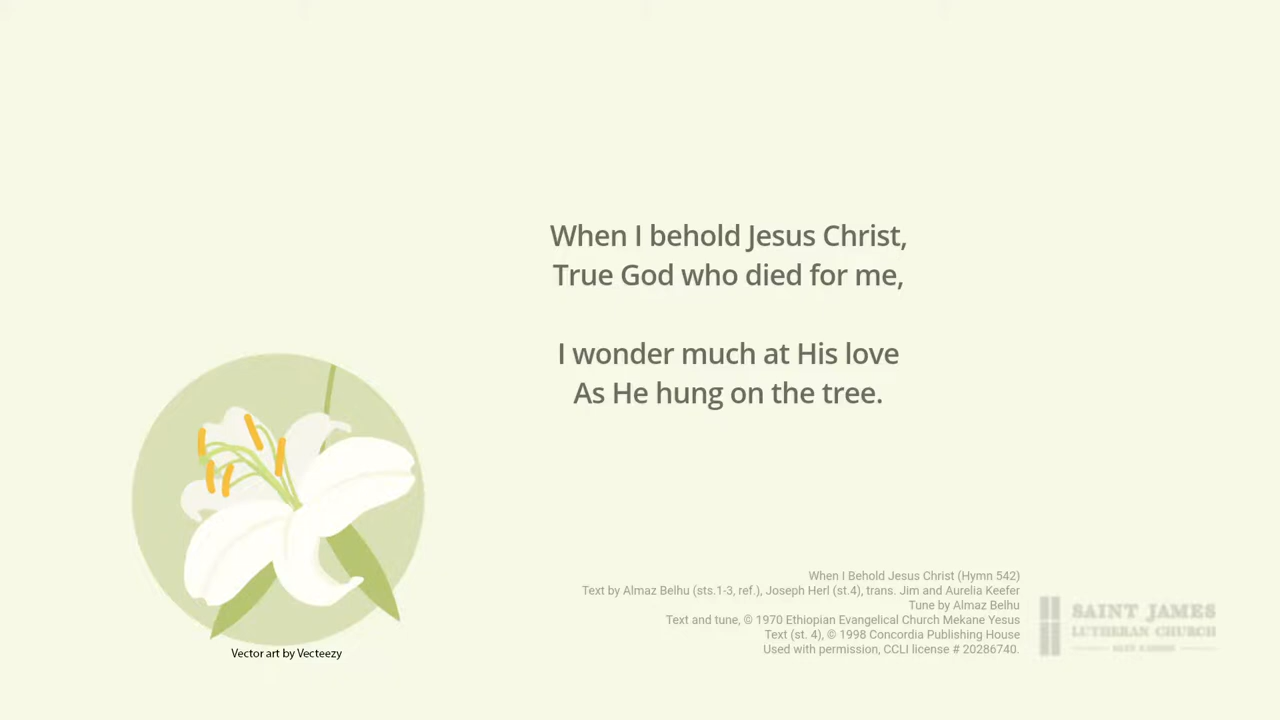 When I behold Jesus Christ,
True God who died for me,
I wonder much at His love
As He hung on the tree.
When I Behold Jesus Christ (Hymn 542)
Text by Almaz Belhu (sts.1-3, ref.), Joseph Herl (st.4), trans. Jim and Aurelia Keefer
Tune by Almaz Belhu
Text and tune, © 1970 Ethiopian Evangelical Church Mekane Yesus
Text (st. 4), © 1998 Concordia Publishing House
Used with permission, CCLI license # 20286740.
SAINT JAMES
LUTHERAN CHURCH
Vector art by Vecteezy